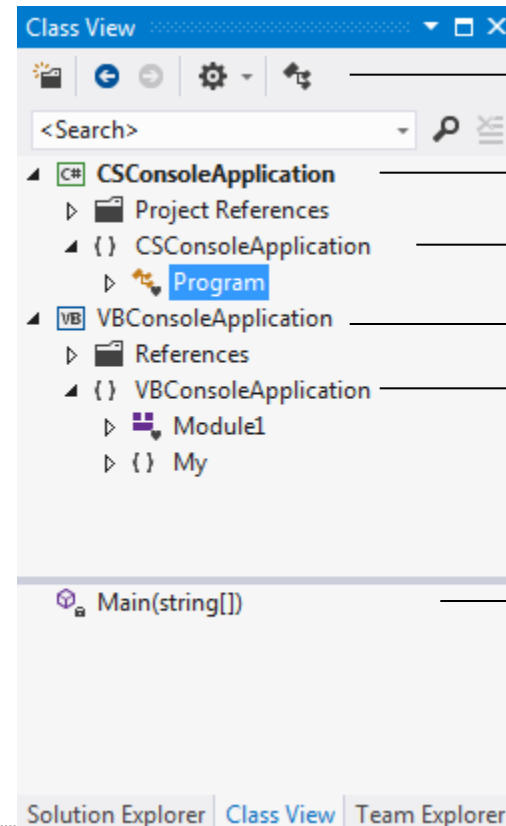 Class View
<Search>
C# CSConsoleApplication
Project References
{ } CSConsoleApplication
Program
VB VBConsoleApplication
References
{ } VBConsoleApplication
Module1
{ } My
Main(string[])
Solution Explorer Class View Team Explorer